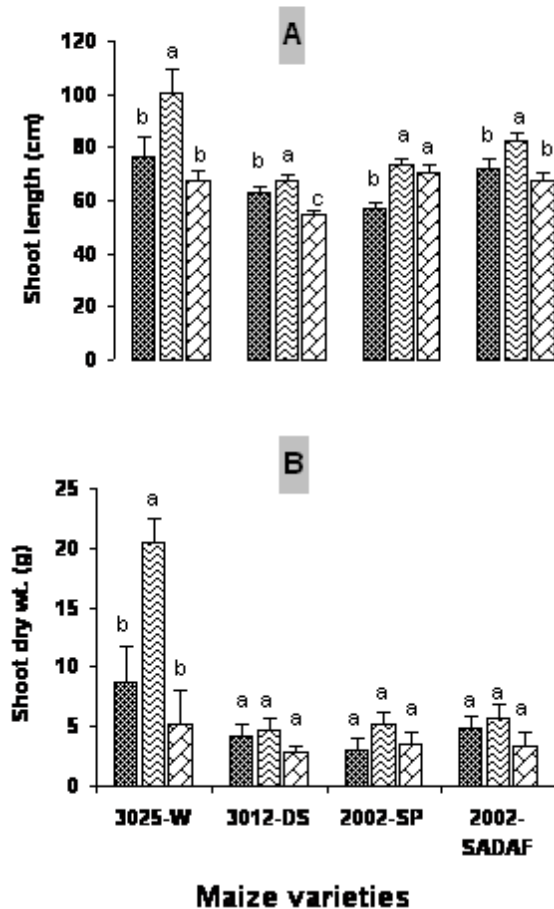 A
Shoot length (cm)
120
100
80
60
40
20
0
b a b
b a c
b a a
b a b
B
Shoot dry wt. (g)
25
20
15
10
5
0
b a b
a a a
a a a
a a a
3025-W 3012-DS 2002-SP 2002-
SADAF
Maize varieties